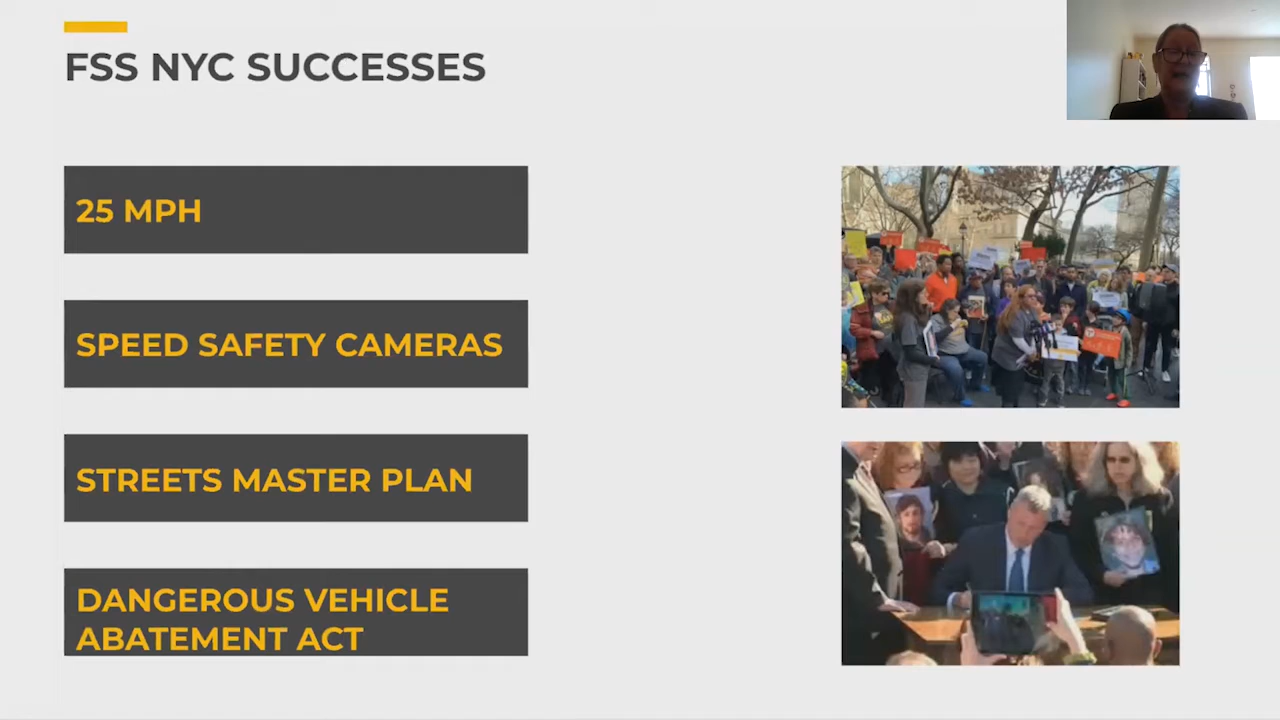 FSS NYC SUCCESSES
25 MPH
SPEED SAFETY CAMERAS
STREETS MASTER PLAN
DANGEROUS VEHICLE
ABATEMENT ACT